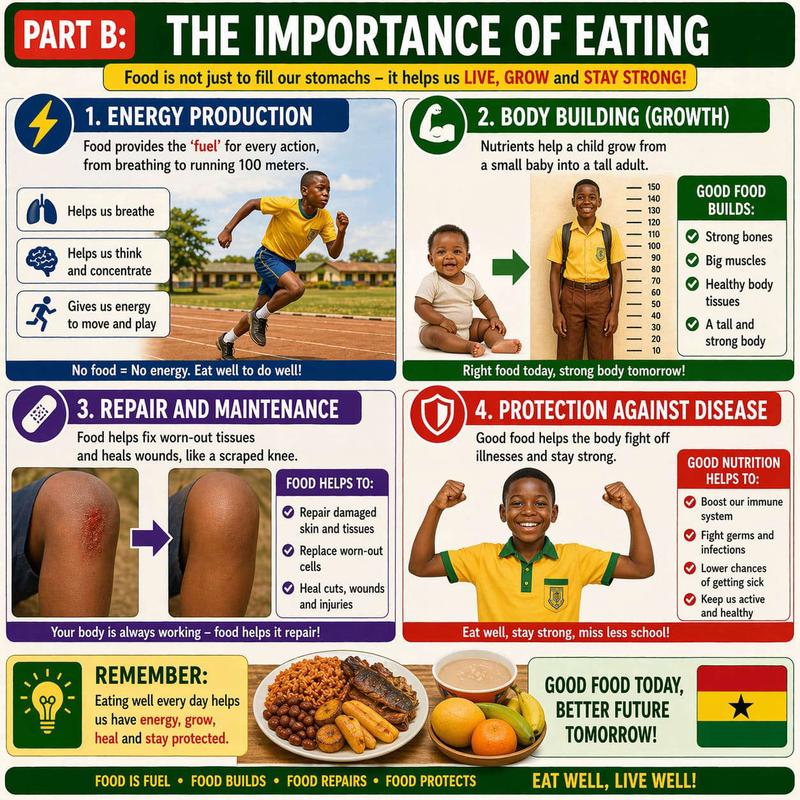 PART B:
THE IMPORTANCE OF EATING
Food is not just to fill our stomachs – it helps us LIVE, GROW and STAY STRONG!
1. ENERGY PRODUCTION
Food provides the ‘fuel’ for every action,
from breathing to running 100 meters.
Helps us breathe
Helps us think
and concentrate
Gives us energy
to move and play
No food = No energy. Eat well to do well!
2. BODY BUILDING (GROWTH)
Nutrients help a child grow from
a small baby into a tall adult.
150
140
130
120
110
100
90
80
70
60
50
40
30
20
10
GOOD FOOD
BUILDS:
Strong bones
Big muscles
Healthy body
tissues
A tall and
strong body
Right food today, strong body tomorrow!
3. REPAIR AND MAINTENANCE
Food helps fix worn-out tissues
and heals wounds, like a scraped knee.
FOOD HELPS TO:
Repair damaged
skin and tissues
Replace worn-out
cells
Heal cuts, wounds
and injuries
Your body is always working – food helps it repair!
4. PROTECTION AGAINST DISEASE
Good food helps the body fight off
illnesses and stay strong.
GOOD NUTRITION
HELPS TO:
Boost our immune
system
Fight germs and
infections
Lower chances
of getting sick
Keep us active
and healthy
Eat well, stay strong, miss less school!
REMEMBER:
Eating well every day helps
us have energy, grow,
heal and stay protected.
GOOD FOOD TODAY,
BETTER FUTURE
TOMORROW!
FOOD IS FUEL • FOOD BUILDS • FOOD REPAIRS • FOOD PROTECTS
EAT WELL, LIVE WELL!